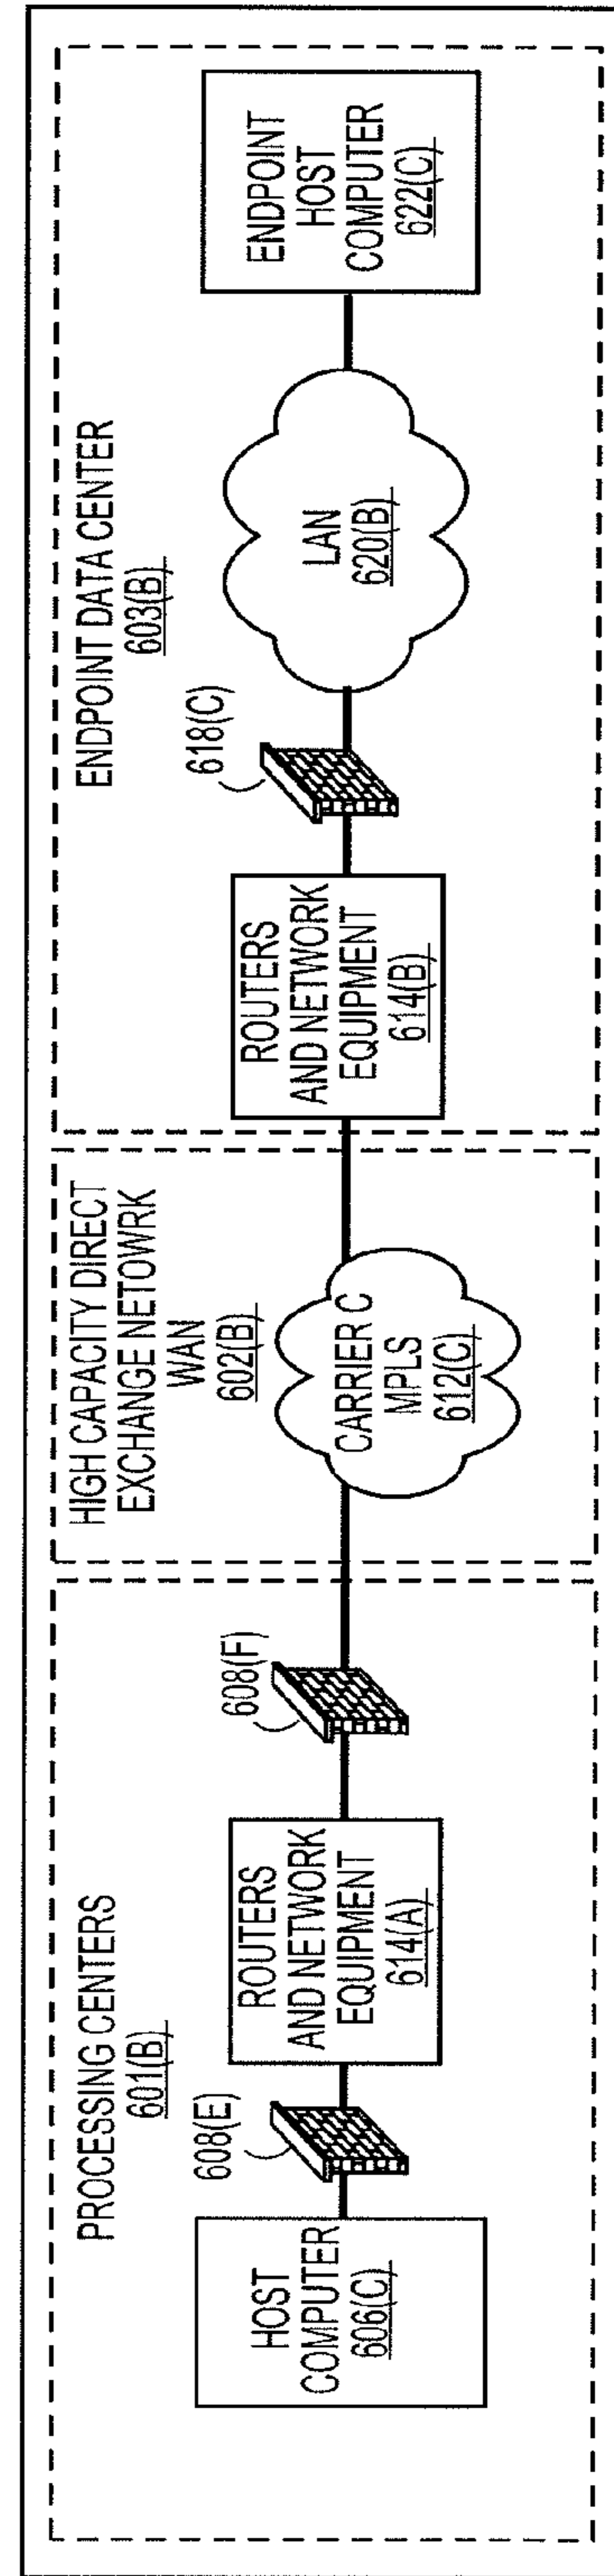 PROCESSING CENTERS
601(B)
HOST
COMPUTER
606(C)
608(E)
ROUTERS
AND NETWORK
EQUIPMENT
614(A)
608(F)
HIGH CAPACITY DIRECT
EXCHANGE NETOWRK
WAN
602(B)
CARRIER C
MPLS
612(C)
ENDPOINT DATA CENTER
603(B)
ROUTERS
AND NETWORK
EQUIPMENT
614(B)
618(C)
LAN
620(B)
ENDPOINT
HOST
COMPUTER
622(C)